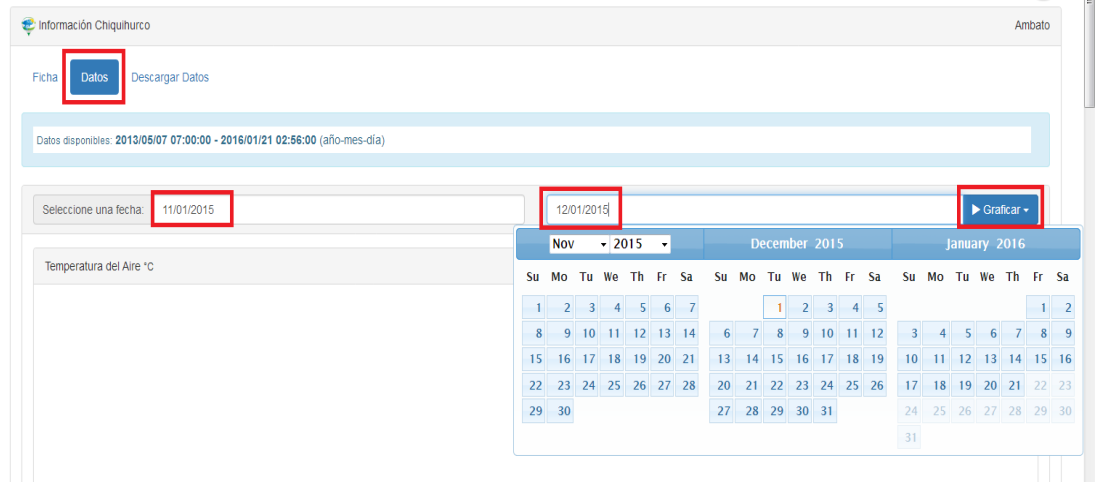 Información Chiquihurco Ambato
Ficha Datos Descargar Datos
Datos disponibles: 2013/05/07 07:00:00 - 2016/01/21 02:56:00 (año-mes-día)
Seleccione una fecha: 11/01/2015 12/01/2015 Graficar
Temperatura del Aire °C
Nov 2015 December 2015 January 2016
Su Mo Tu We Th Fr Sa Su Mo Tu We Th Fr Sa Su Mo Tu We Th Fr Sa
1 2 3 4 5 6 7 1 2 3 4 5 1 2
8 9 10 11 12 13 14 6 7 8 9 10 11 12 3 4 5 6 7 8 9
15 16 17 18 19 20 21 13 14 15 16 17 18 19 10 11 12 13 14 15 16
22 23 24 25 26 27 28 20 21 22 23 24 25 26 17 18 19 20 21 22 23
29 30 27 28 29 30 31 24 25 26 27 28 29 30
31